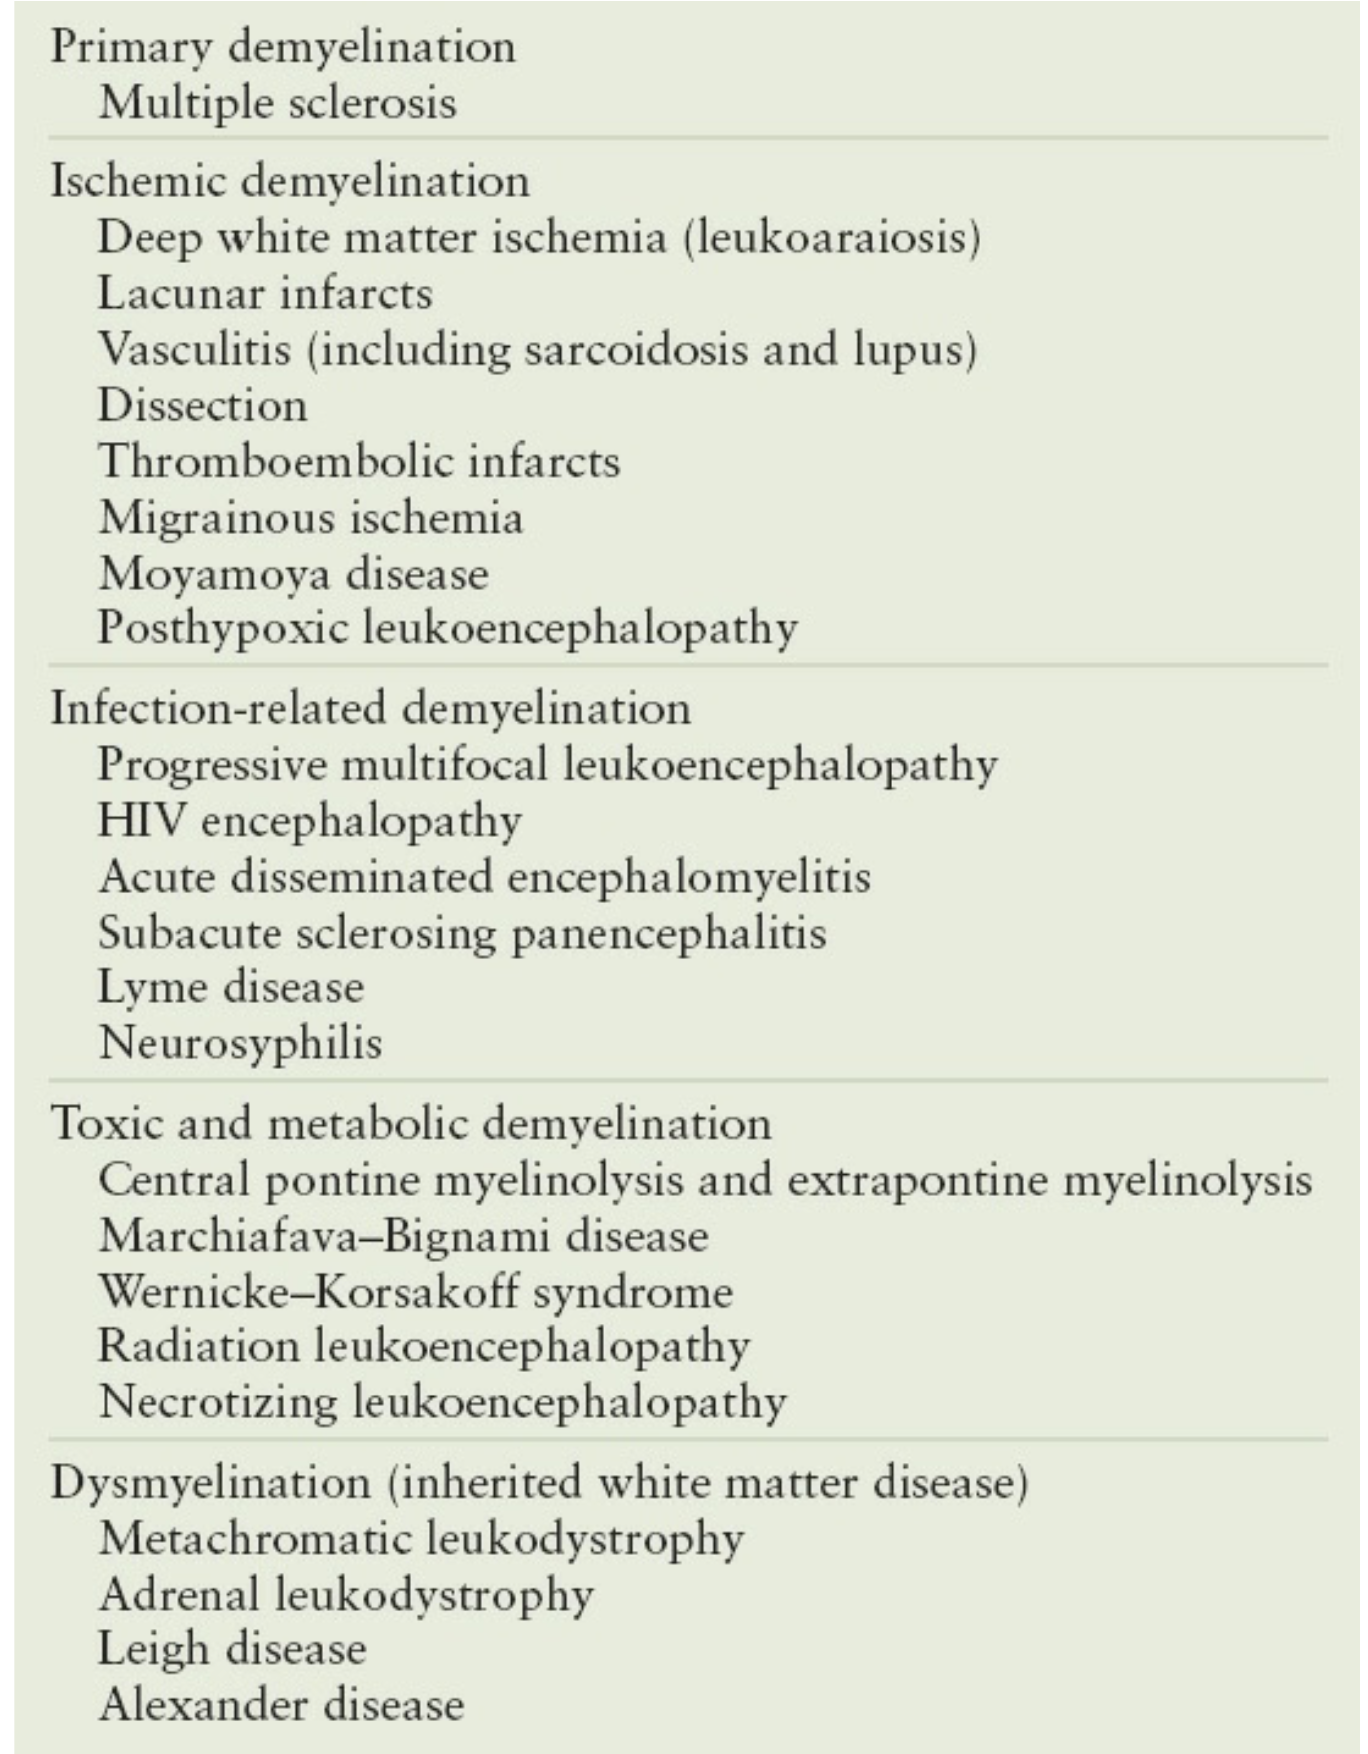 Primary demyelination
Multiple sclerosis
Ischemic demyelination
Deep white matter ischemia (leukoaraiosis)
Lacunar infarcts
Vasculitis (including sarcoidosis and lupus)
Dissection
Thromboembolic infarcts
Migrainous ischemia
Moyamoya disease
Posthypoxic leukoencephalopathy
Infection-related demyelination
Progressive multifocal leukoencephalopathy
HIV encephalopathy
Acute disseminated encephalomyelitis
Subacute sclerosing panencephalitis
Lyme disease
Neurosyphilis
Toxic and metabolic demyelination
Central pontine myelinolysis and extrapontine myelinolysis
Marchiafava–Bignami disease
Wernicke–Korsakoff syndrome
Radiation leukoencephalopathy
Necrotizing leukoencephalopathy
Dysmyelination (inherited white matter disease)
Metachromatic leukodystrophy
Adrenal leukodystrophy
Leigh disease
Alexander disease